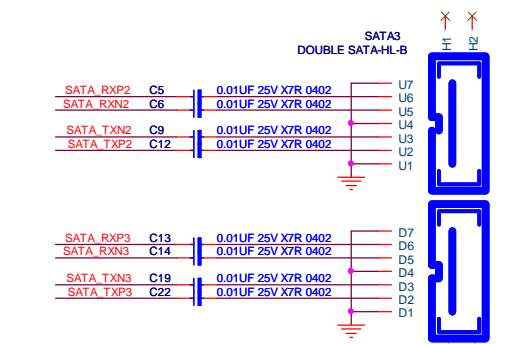 H1 H2
SATA3
DOUBLE SATA-HL-B
U7
SATA_RXP2 C5 0.01UF 25V X7R 0402 U6
SATA_RXN2 C6 0.01UF 25V X7R 0402 U5
U4
SATA_TXN2 C9 0.01UF 25V X7R 0402 U3
SATA_TXP2 C12 0.01UF 25V X7R 0402 U2
U1
D7
SATA_RXP3 C13 0.01UF 25V X7R 0402 D6
SATA_RXN3 C14 0.01UF 25V X7R 0402 D5
D4
SATA_TXN3 C19 0.01UF 25V X7R 0402 D3
SATA_TXP3 C22 0.01UF 25V X7R 0402 D2
D1